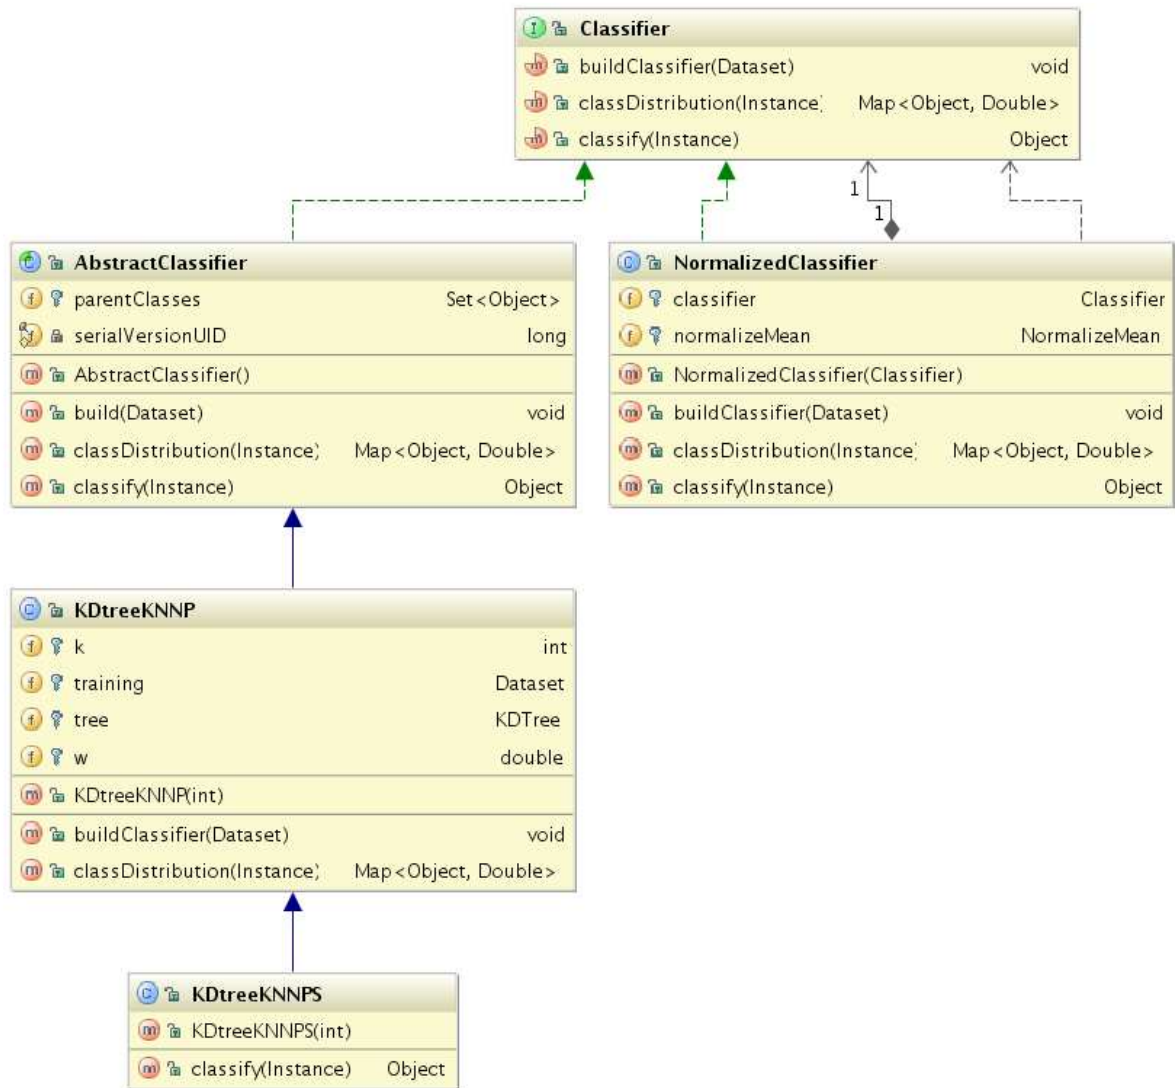 Classifier
buildClassifier(Dataset) void
classDistribution(Instance) Map<Object, Double>
classify(Instance) Object
1
1
AbstractClassifier
parentClasses Set<Object>
serialVersionUID long
AbstractClassifier()
build(Dataset) void
classDistribution(Instance) Map<Object, Double>
classify(Instance) Object
NormalizedClassifier
classifier Classifier
normalizeMean NormalizeMean
NormalizedClassifier(Classifier)
buildClassifier(Dataset) void
classDistribution(Instance) Map<Object, Double>
classify(Instance) Object
KDtreeKNNP
k int
training Dataset
tree KDTree
w double
KDtreeKNNP(int)
buildClassifier(Dataset) void
classDistribution(Instance) Map<Object, Double>
KDtreeKNNPS
KDtreeKNNPS(int)
classify(Instance) Object